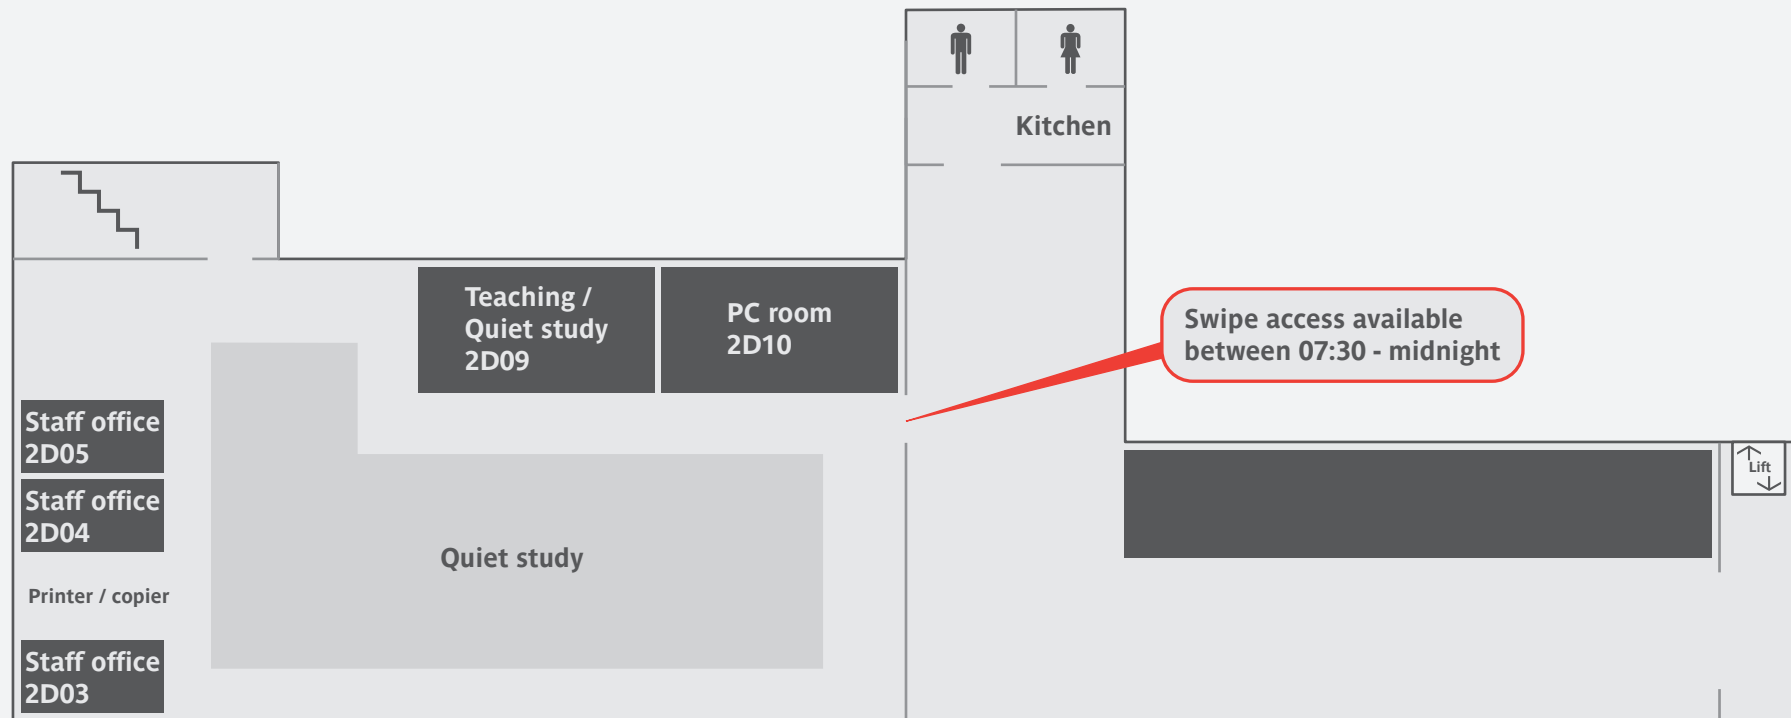 Kitchen
Teaching /
Quiet study
2D09
PC room
2D10
Swipe access available
between 07:30 - midnight
Staff office
2D05
Lift
Staff office
2D04
Quiet study
Printer / copier
Staff office
2D03